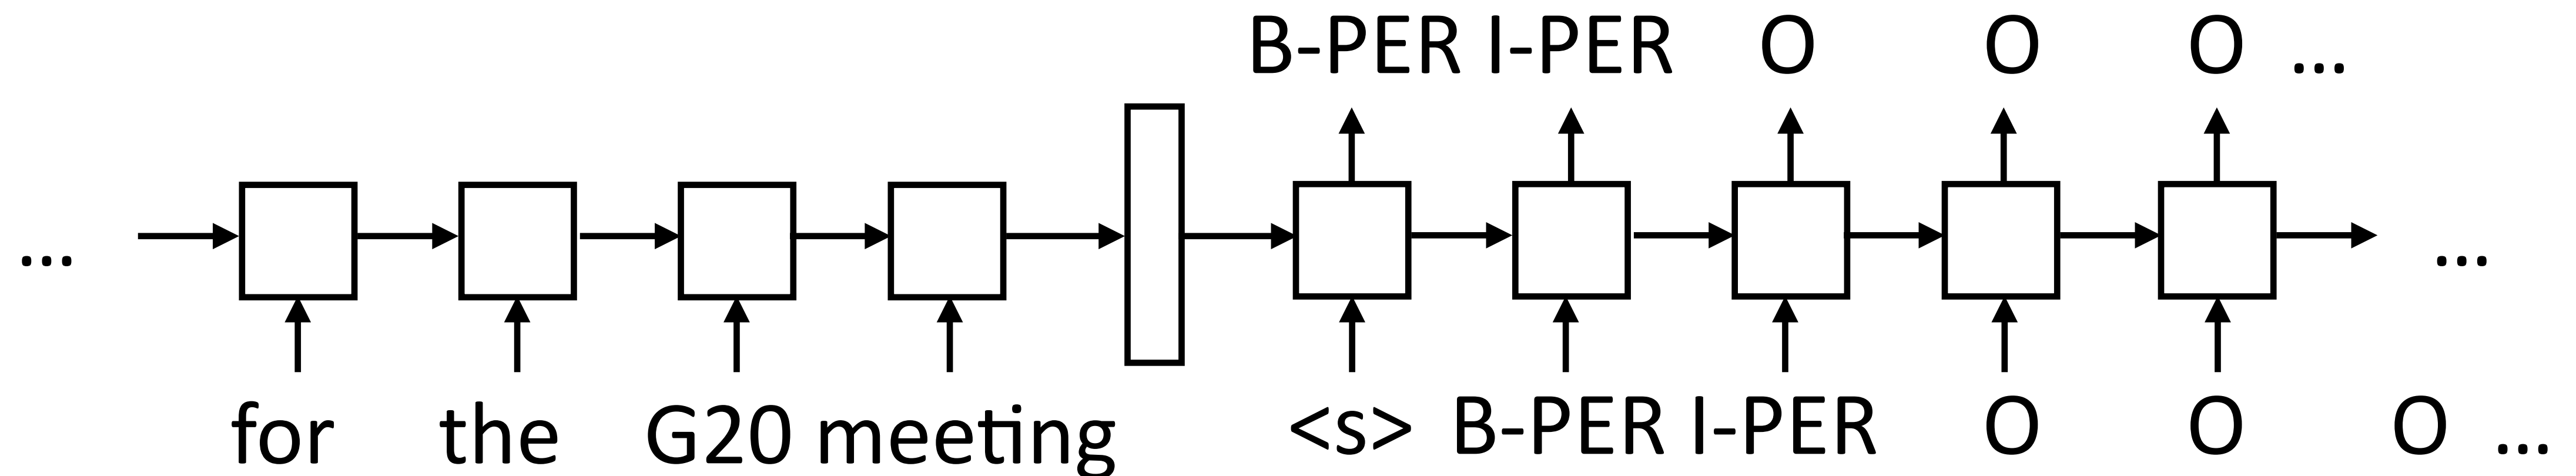 B-PER I-PER O O O ...
... ...
for the G20 meeting <s> B-PER I-PER O O O ...